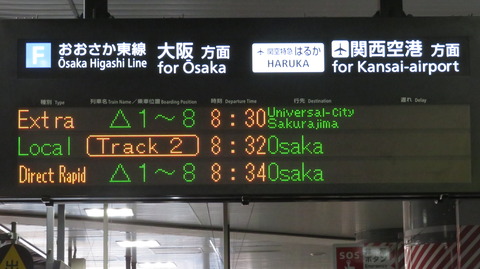 F おおさか東線 大阪 方面 関空特急はるか 関西空港 方面
Ōsaka Higashi Line for Ōsaka HARUKA for Kansai-airport
種別 Type 列車名 Train Name／乗車位置 Boarding Position 時刻 Departure Time 行先 Destination 遅れ Delay
Extra △1～8 8:30 Universal-City Sakurajima
Local Track 2 8:32 Osaka
Direct Rapid △1～8 8:34 Osaka
SOS
ボタン